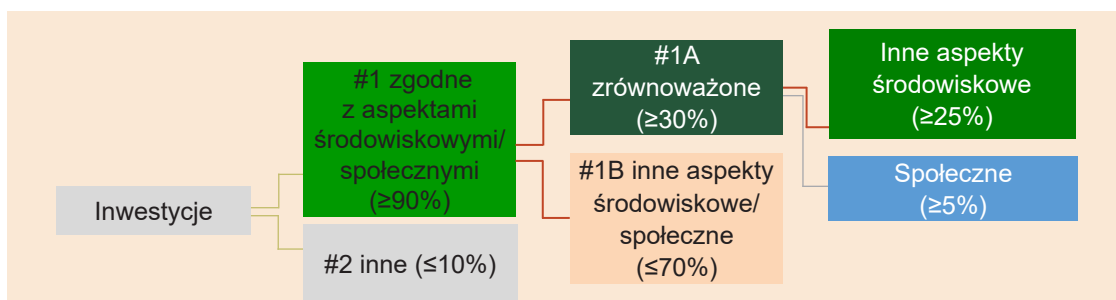 Inwestycje
#1 zgodne
z aspektami
środowiskowymi/
społecznymi
(≥90%)
#2 inne (≤10%)
#1A
zrównoważone
(≥30%)
#1B inne aspekty
środowiskowe/
społeczne
(≤70%)
Inne aspekty
środowiskowe
(≥25%)
Społeczne
(≥5%)